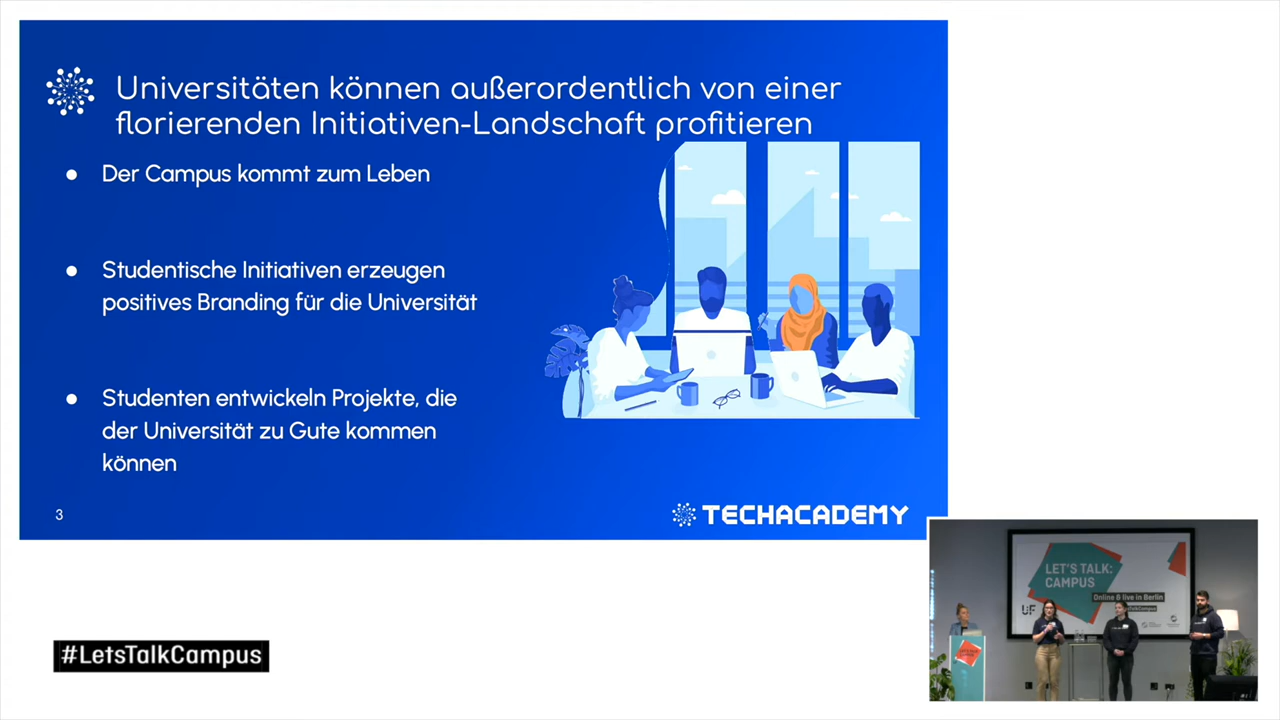 Universitäten können außerordentlich von einer
florierenden Initiativen-Landschaft profitieren
Der Campus kommt zum Leben
Studentische Initiativen erzeugen
positives Branding für die Universität
Studenten entwickeln Projekte, die
der Universität zu Gute kommen
können
3
TECHACADEMY
LET'S TALK:
CAMPUS
Online & live in Berlin
#LetsTalkCampus